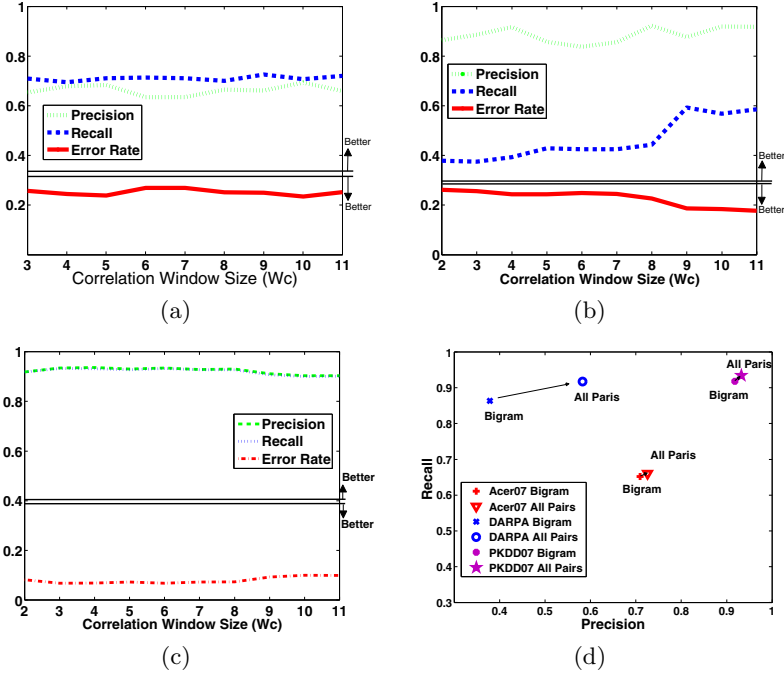 1
0.8
0.6
0.4
0.2
0
Precision
Recall
Error Rate
Better
Better
3 4 5 6 7 8 9 10 11
Correlation Window Size (Wc)
(a)
1
0.8
0.6
0.4
0.2
0
Precision
Recall
Error Rate
Better
Better
2 3 4 5 6 7 8 9 10 11
Correlation Window Size (Wc)
(b)
1
0.8
0.6
0.4
0.2
0
Precision
Recall
Error Rate
Better
Better
2 3 4 5 6 7 8 9 10 11
Correlation Window Size (Wc)
(c)
1
0.9
0.8
0.7
0.6
0.5
0.4
0.3
Recall
All Paris
Bigram
All Paris
Bigram
All Paris
Bigram
Acer07 Bigram
Acer07 All Pairs
DARPA Bigram
DARPA All Pairs
PKDD07 Bigram
PKDD07 All Pairs
0.4 0.5 0.6 0.7 0.8 0.9 1
Precision
(d)